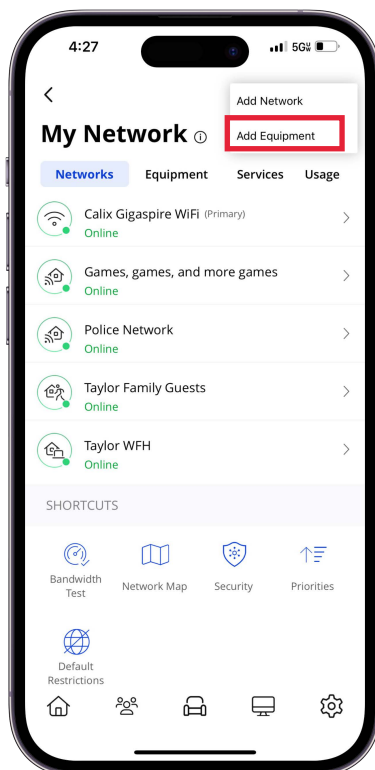 4:27
5G
Add Network
My Network
Add Equipment
Networks Equipment Services Usage
Calix Gigaspire WiFi (Primary)
Online
Games, games, and more games
Online
Police Network
Online
Taylor Family Guests
Online
Taylor WFH
Online
SHORTCUTS
Bandwidth
Test
Network Map
Security
Priorities
Default
Restrictions